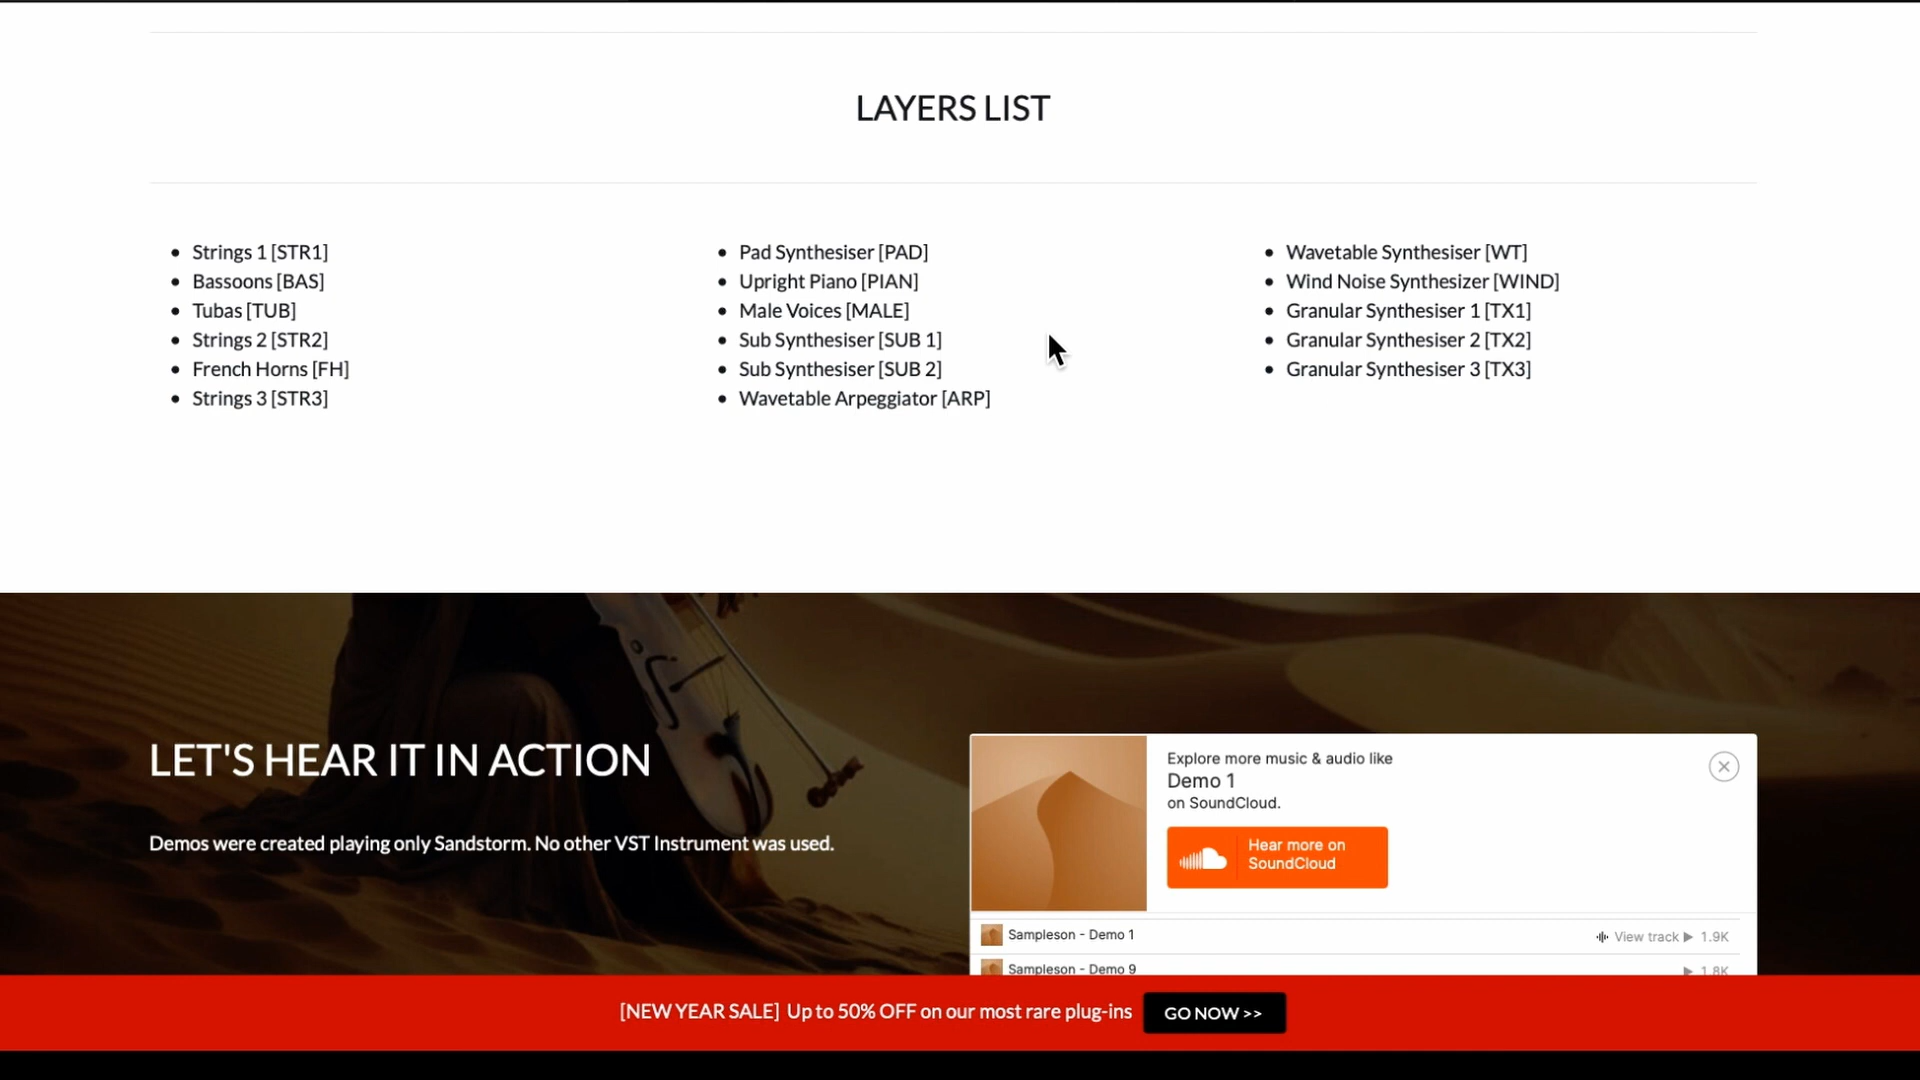 LAYERS LIST
Strings 1 [STR1]
Bassoons [BAS]
Tubas [TUB]
Strings 2 [STR2]
French Horns [FH]
Strings 3 [STR3]
Pad Synthesiser [PAD]
Upright Piano [PIAN]
Male Voices [MALE]
Sub Synthesiser [SUB 1]
Sub Synthesiser [SUB 2]
Wavetable Arpeggiator [ARP]
Wavetable Synthesiser [WT]
Wind Noise Synthesizer [WIND]
Granular Synthesiser 1 [TX1]
Granular Synthesiser 2 [TX2]
Granular Synthesiser 3 [TX3]
LET'S HEAR IT IN ACTION
Demos were created playing only Sandstorm. No other VST Instrument was used.
Explore more music & audio like
Demo 1
on SoundCloud.
Hear more on
SoundCloud
Sampleson - Demo 1 View track 1.9K
Sampleson - Demo 9 1.8K
[NEW YEAR SALE] Up to 50% OFF on our most rare plug-ins GO NOW >>